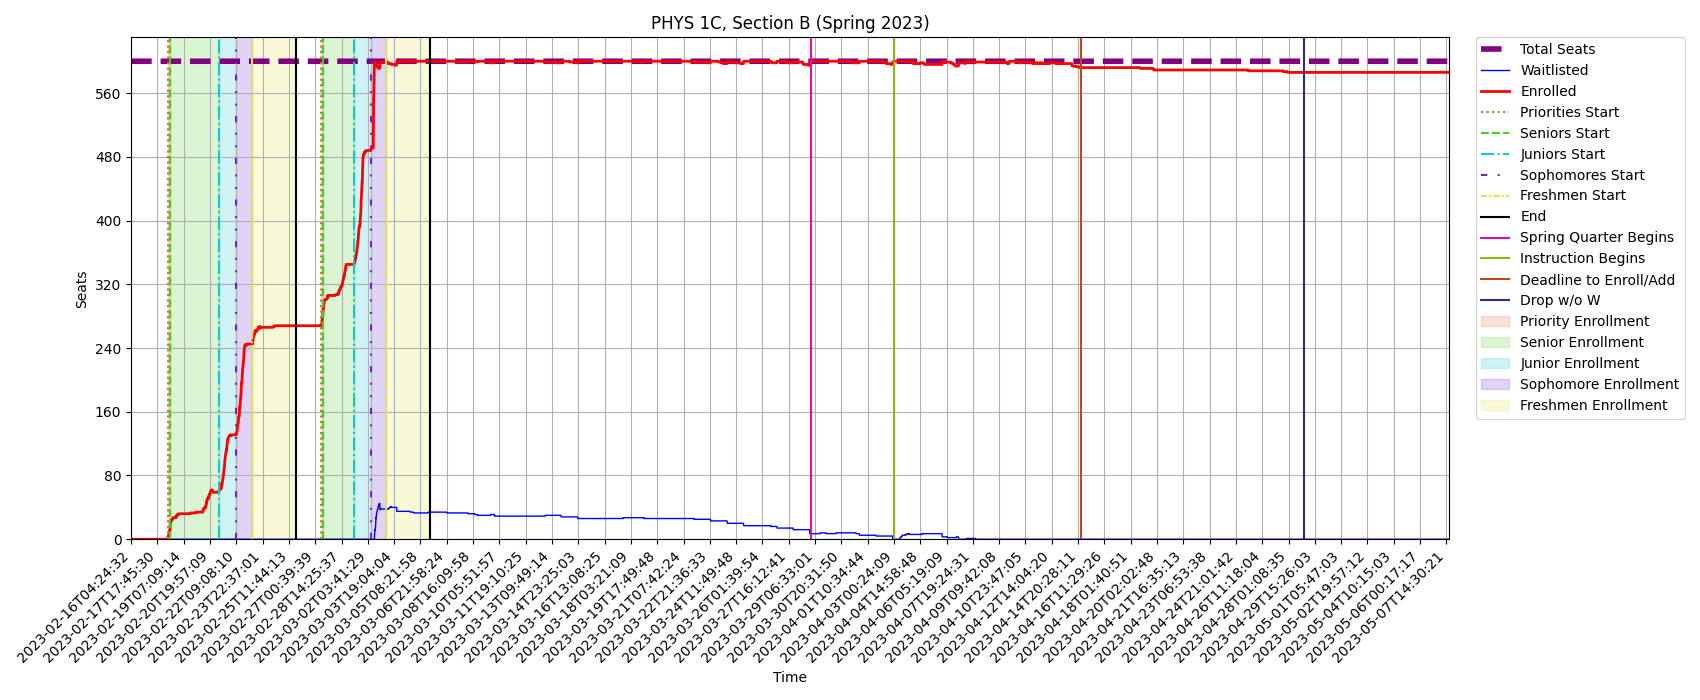 PHYS 1C, Section B (Spring 2023)
Seats
560
480
400
320
240
160
80
0
2023-02-16T04:24:32
2023-02-17T17:45:30
2023-02-19T07:09:14
2023-02-20T19:57:09
2023-02-22T09:08:10
2023-02-23T22:37:01
2023-02-25T11:44:13
2023-02-27T00:39:39
2023-02-28T14:25:37
2023-03-02T03:41:29
2023-03-03T19:04:04
2023-03-05T08:21:58
2023-03-06T21:58:24
2023-03-08T16:09:58
2023-03-10T05:51:57
2023-03-11T19:10:25
2023-03-13T09:49:14
2023-03-14T23:25:03
2023-03-16T13:08:25
2023-03-18T03:21:09
2023-03-19T17:49:48
2023-03-21T07:42:24
2023-03-22T21:36:33
2023-03-24T11:49:48
2023-03-26T01:39:54
2023-03-27T16:12:41
2023-03-29T06:33:01
2023-03-30T20:31:50
2023-04-01T10:34:44
2023-04-03T00:24:09
2023-04-04T14:58:48
2023-04-06T05:19:09
2023-04-07T19:24:31
2023-04-09T09:42:08
2023-04-10T23:47:05
2023-04-12T14:04:20
2023-04-14T20:28:11
2023-04-16T11:29:26
2023-04-18T01:40:51
2023-04-20T02:02:48
2023-04-21T16:35:13
2023-04-23T06:53:38
2023-04-24T21:01:42
2023-04-26T11:18:04
2023-04-28T01:08:35
2023-04-29T15:26:03
2023-05-01T05:47:03
2023-05-02T19:57:12
2023-05-04T10:15:03
2023-05-06T00:17:17
2023-05-07T14:30:21
Time
Total Seats
Waitlisted
Enrolled
Priorities Start
Seniors Start
Juniors Start
Sophomores Start
Freshmen Start
End
Spring Quarter Begins
Instruction Begins
Deadline to Enroll/Add
Drop w/o W
Priority Enrollment
Senior Enrollment
Junior Enrollment
Sophomore Enrollment
Freshmen Enrollment